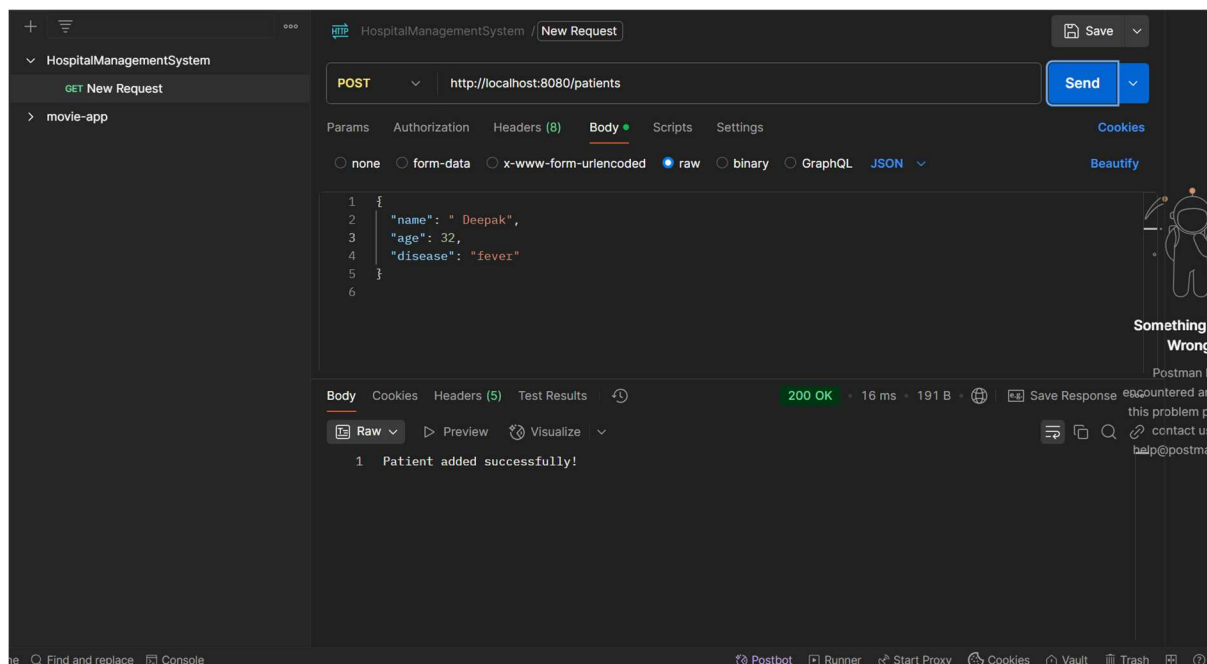 HTTP HospitalManagementSystem / New Request
Save
HospitalManagementSystem
GET New Request
movie-app
POST http://localhost:8080/patients
Send
Params Authorization Headers (8) Body Scripts Settings Cookies
none form-data x-www-form-urlencoded raw binary GraphQL JSON Beautify
1 {
2 "name": " Deepak",
3 "age": 32,
4 "disease": "fever"
5 }
6
Something
Wrong
Postman
encountered
this problem
contact us
help@postma
Body Cookies Headers (5) Test Results 200 OK 16 ms 191 B e.g. Save Response
Raw Preview Visualize
1 Patient added successfully!
Find and replace Console Postbot Runner Start Proxy Cookies Vault Trash